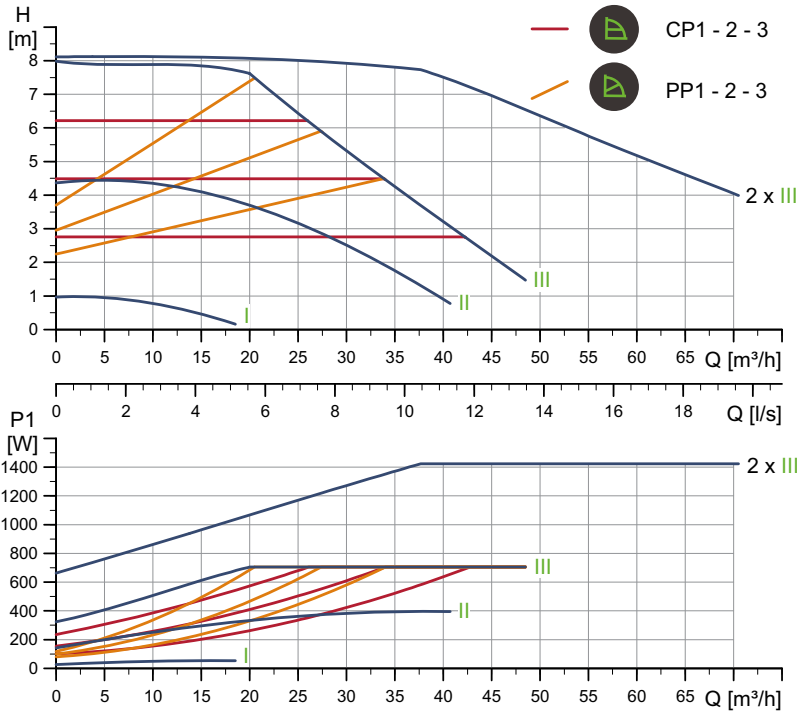 H
[m]
CP1 - 2 - 3
PP1 - 2 - 3
8
7
6
5
4
3
2
1
0
2 x III
III
II
I
0 5 10 15 20 25 30 35 40 45 50 55 60 65 Q [m³/h]
0 2 4 6 8 10 12 14 16 18 Q [l/s]
P1
[W]
1400
1200
1000
800
600
400
200
0
2 x III
III
II
I
0 5 10 15 20 25 30 35 40 45 50 55 60 65 Q [m³/h]